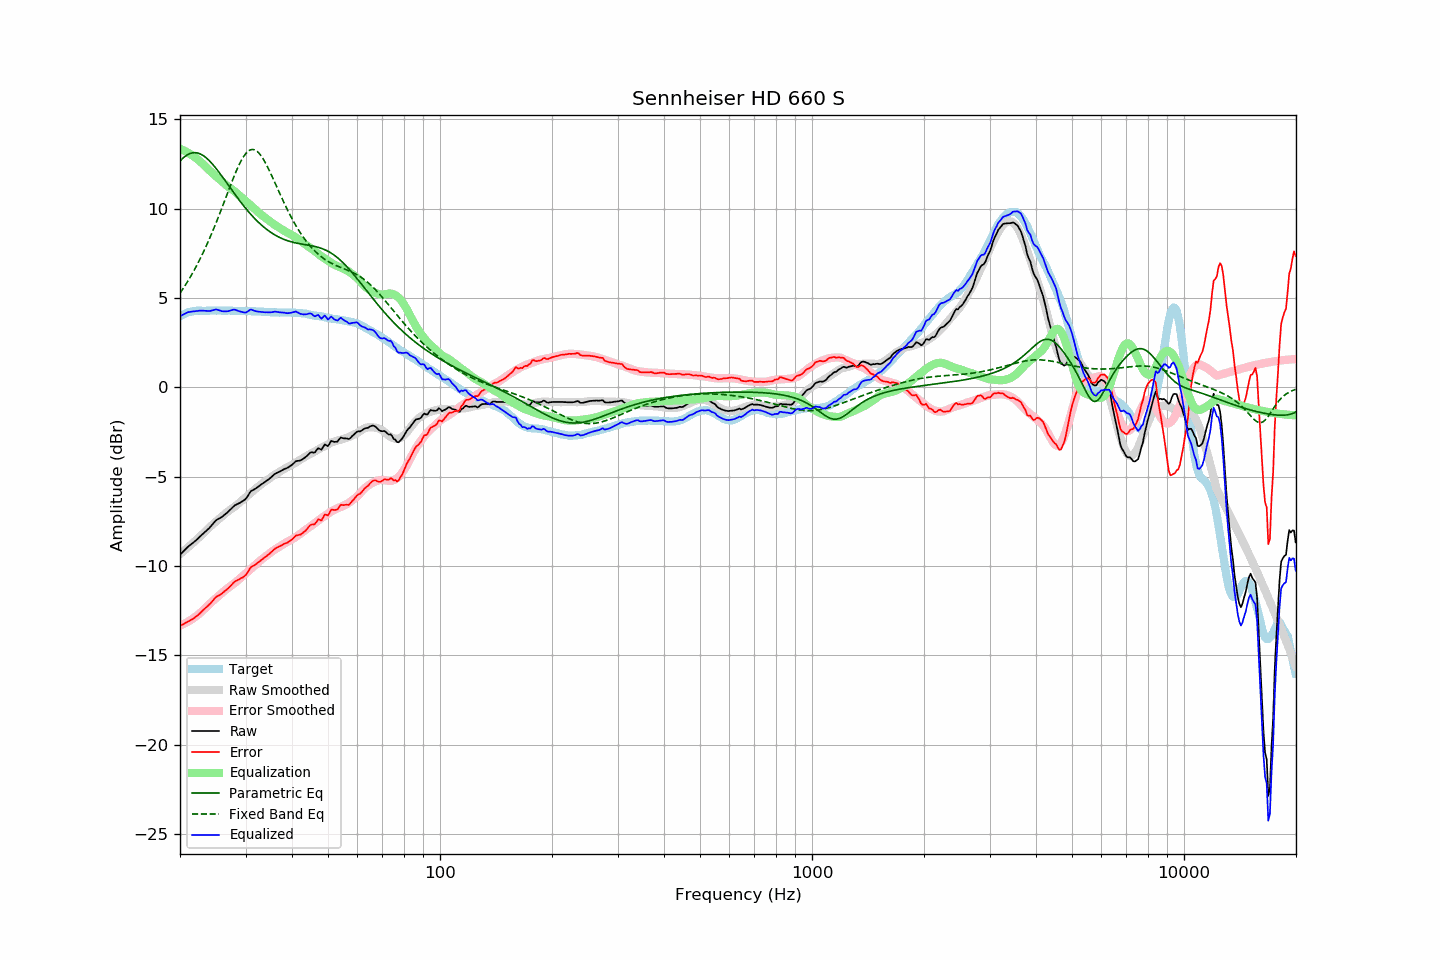 Sennheiser HD 660 S
15
10
5
0
−5
−10
−15
−20
−25
Amplitude (dBr)
Target
Raw Smoothed
Error Smoothed
Raw
Error
Equalization
Parametric Eq
Fixed Band Eq
Equalized
100
1000
10000
Frequency (Hz)